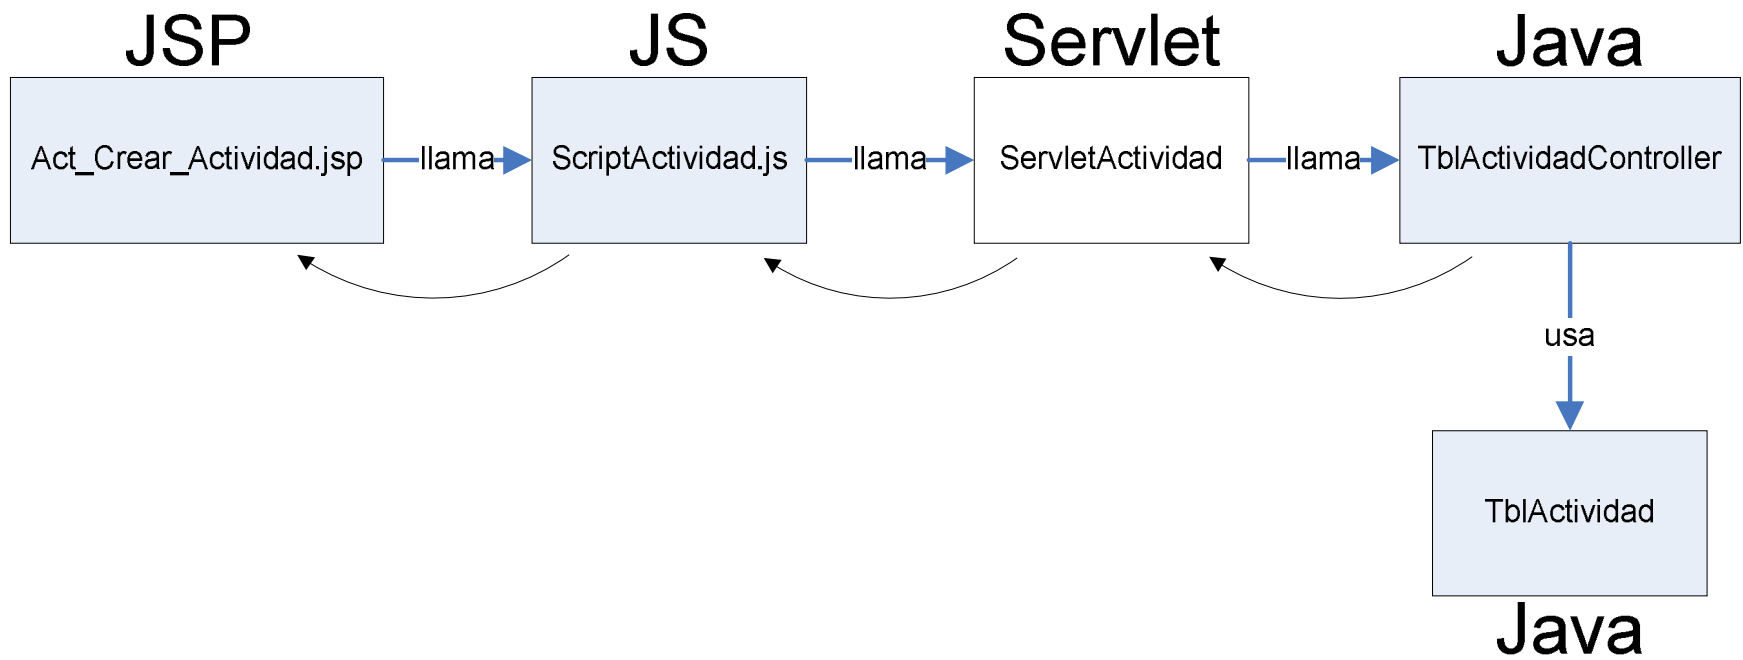 JSP
JS
Servlet
Java
Act_Crear_Actividad.jsp
llama
ScriptActividad.js
llama
ServletActividad
llama
TblActividadController
usa
TblActividad
Java